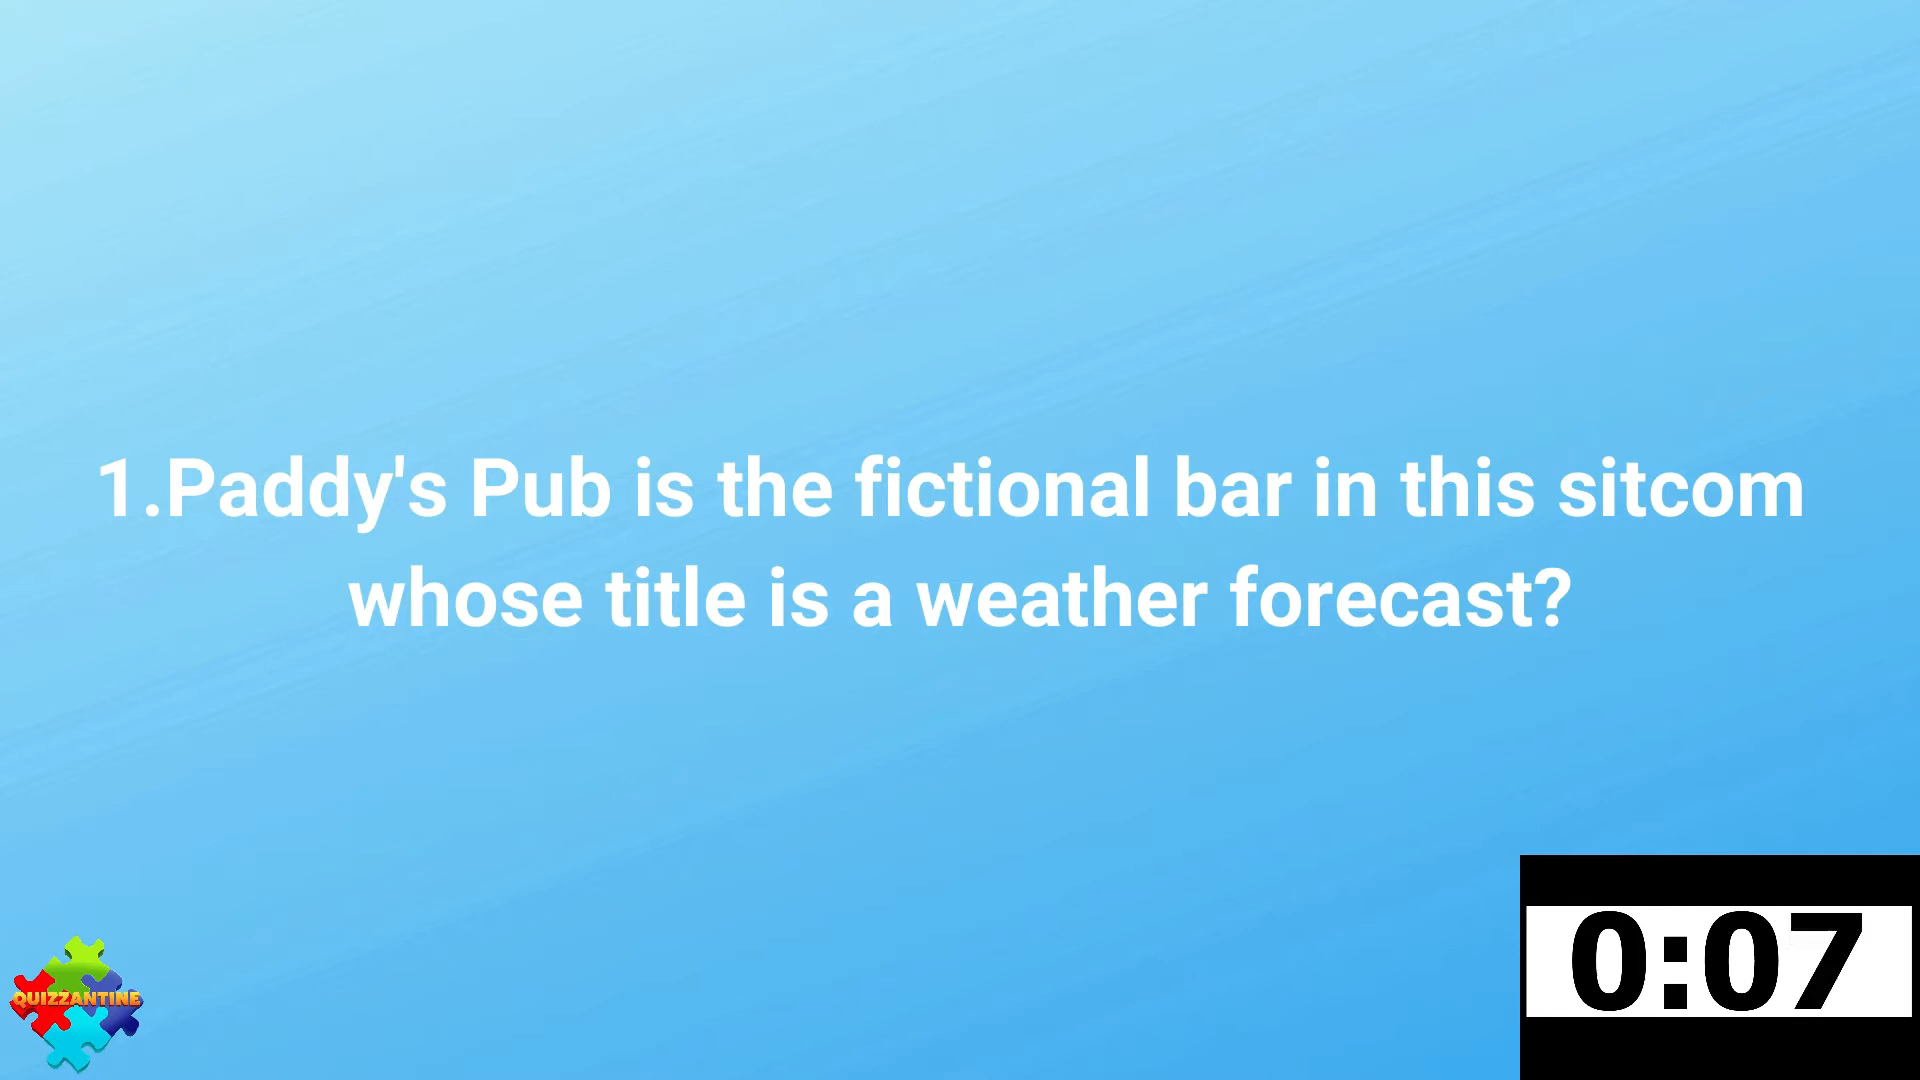 1.Paddy's Pub is the fictional bar in this sitcom
whose title is a weather forecast?
QUIZZANTINE
0:07